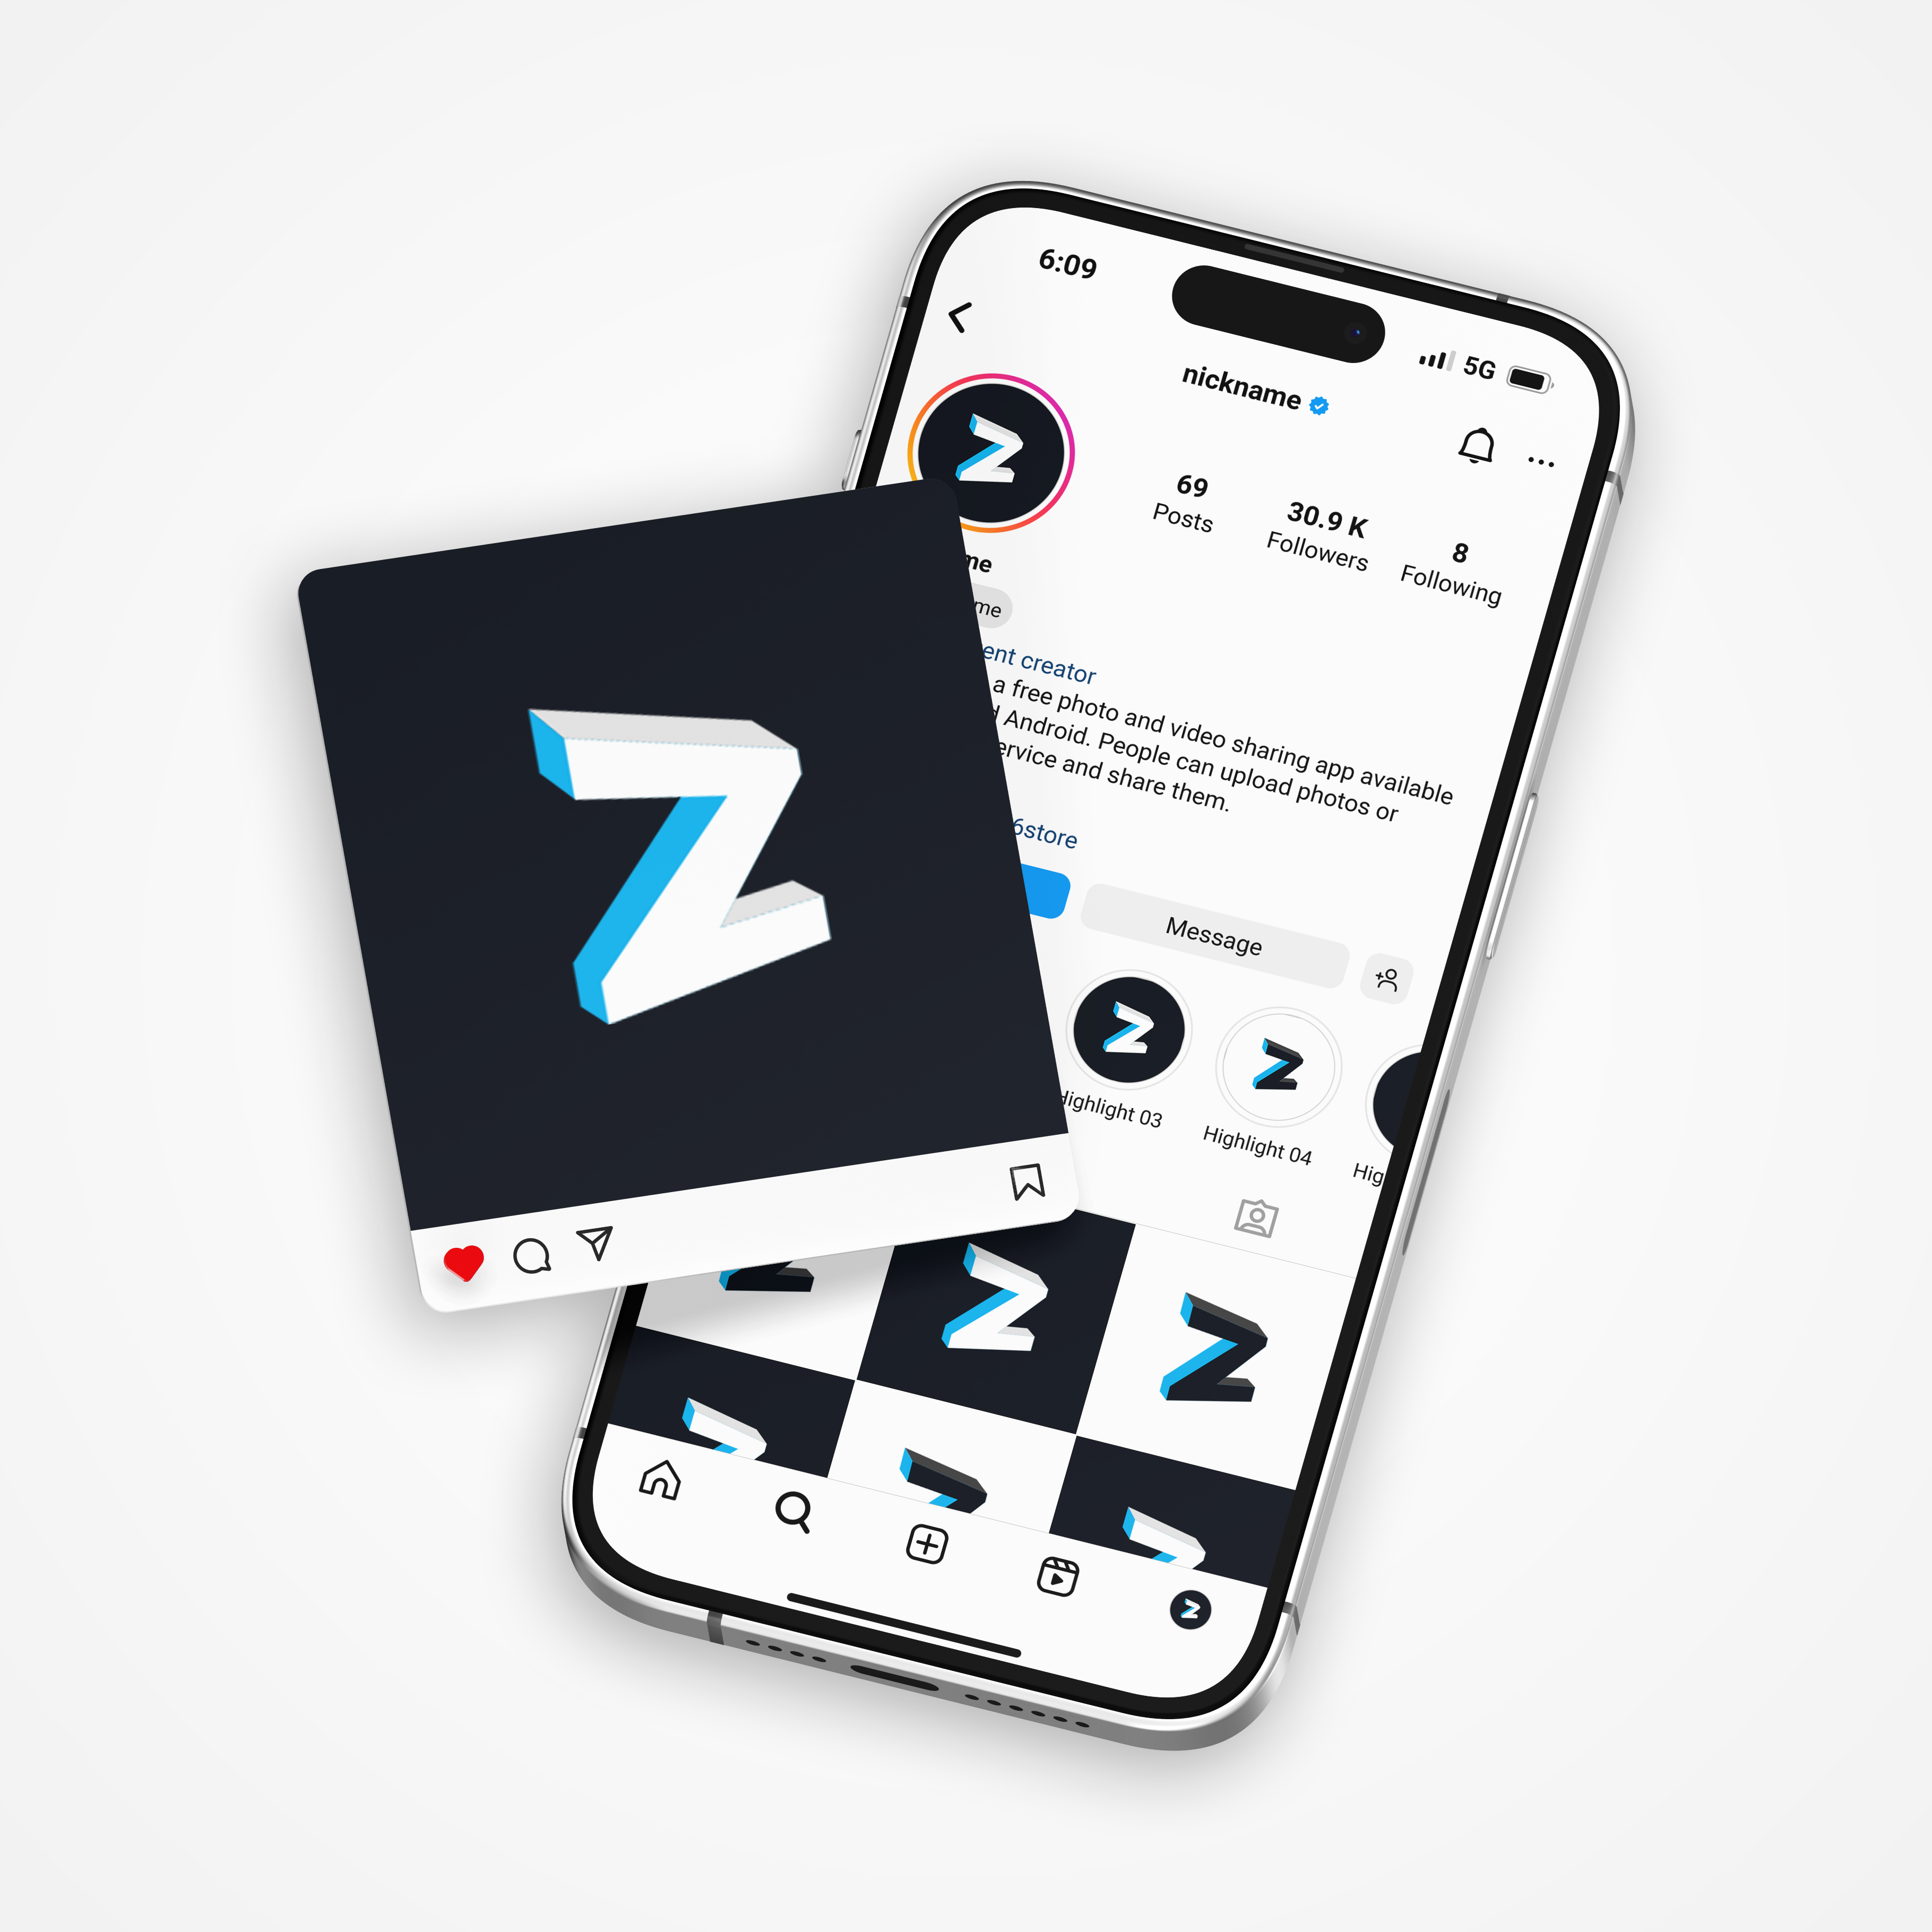 6:09
5G
nickname
69
Posts
30.9 K
Followers
8
Following
me
me
ent creator
a free photo and video sharing app available
d Android. People can upload photos or
ervice and share them.
6store
Message
Highlight 03
Highlight 04
Hig
Z